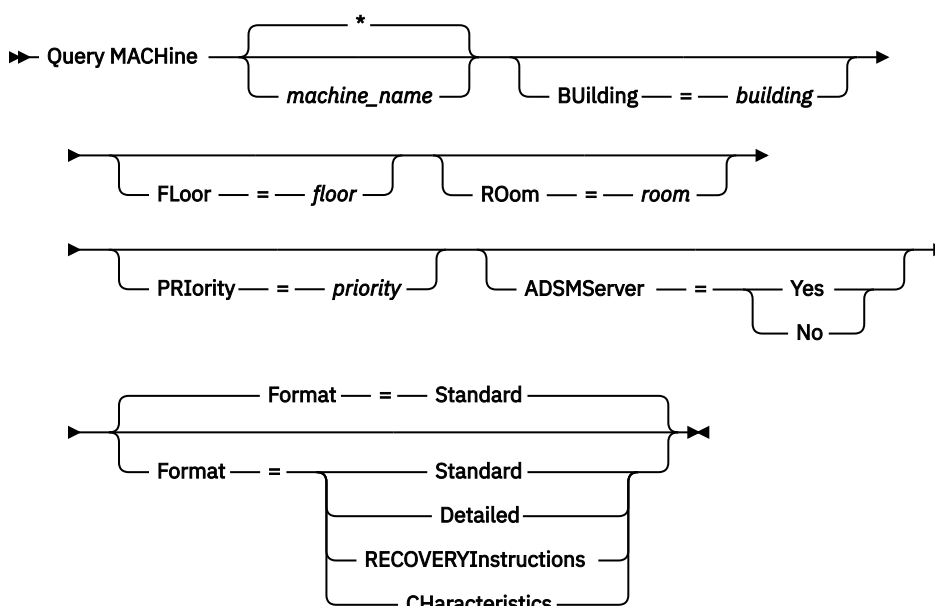 *
Query MACHine
machine_name
BUilding = building
FLoor = floor
ROom = room
PRIority = priority
ADSMServer = Yes
No
Format = Standard
Format = Standard
Detailed
RECOVERYInstructions
CHaracteristics